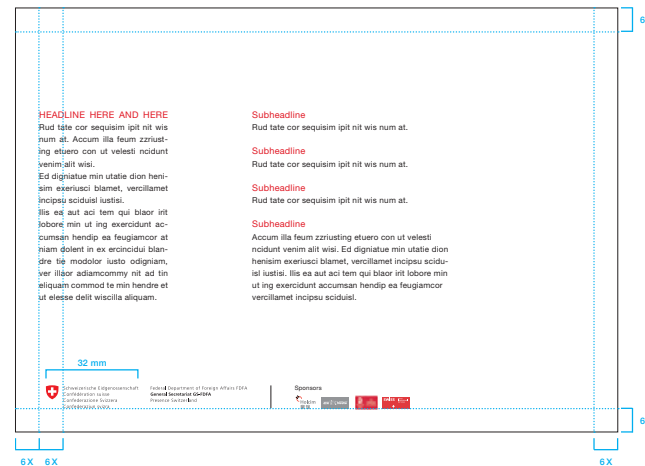 6
HEADLINE HERE AND HERE
Rud tate cor sequisim ipit nit wis
num at. Accum illa feum zzriust-
ing etuero con ut velesti ncidunt
venim alit wisi.
Ed digniatue min utatie dion heni-
sim exeriusci blamet, vercillamet
incipsu sciduisl iustisi.
Ilis ea aut aci tem qui blaor irit
lobore min ut ing exercidunt ac-
cumsan hendip ea feugiamcor at
niam dolent in ex ercincidui blan-
dre tie modolor iusto odigniam,
ver illaor adiamcommy nit ad tin
eliquam commod te min hendre et
ut elesse delit wiscilla aliquam.
Subheadline
Rud tate cor sequisim ipit nit wis num at.
Subheadline
Rud tate cor sequisim ipit nit wis num at.
Subheadline
Rud tate cor sequisim ipit nit wis num at.
Subheadline
Accum illa feum zzriusting etuero con ut velesti
ncidunt venim alit wisi. Ed digniatue min utatie dion
henisim exeriusci blamet, vercillamet incipsu scidu-
isl iustisi. Ilis ea aut aci tem qui blaor irit lobore min
ut ing exercidunt accumsan hendip ea feugiamcor
vercillamet incipsu sciduisl.
32 mm
Schweizerische Eidgenossenschaft
Confédération suisse
Confederazione Svizzera
Confederaziun svizra
Federal Department of Foreign Affairs FDFA
General Secretariat GS-FDFA
Presence Switzerland
Sponsors
Holcim
6
6X
6X
6X